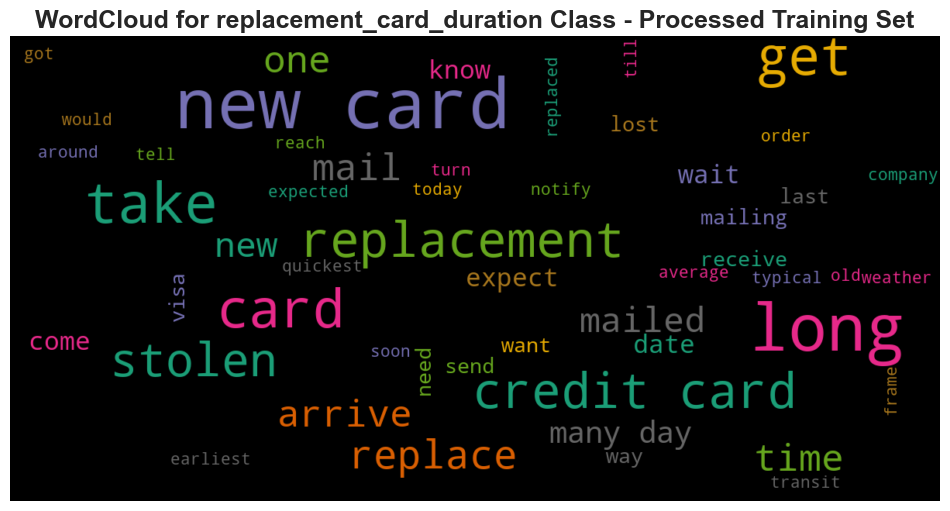 WordCloud for replacement_card_duration Class - Processed Training Set
got
one
know
replaced
till
get
new card
would
lost
order
around
tell
reach
mail
turn
wait
company
take
expected
today
notify
last
mailing
new
replacement
quickest
receive
expect
average
typical
old
weather
visa
card
mailed
long
come
stolen
soon
need
want
date
send
credit card
frame
arrive
many day
replace
way
time
earliest
transit